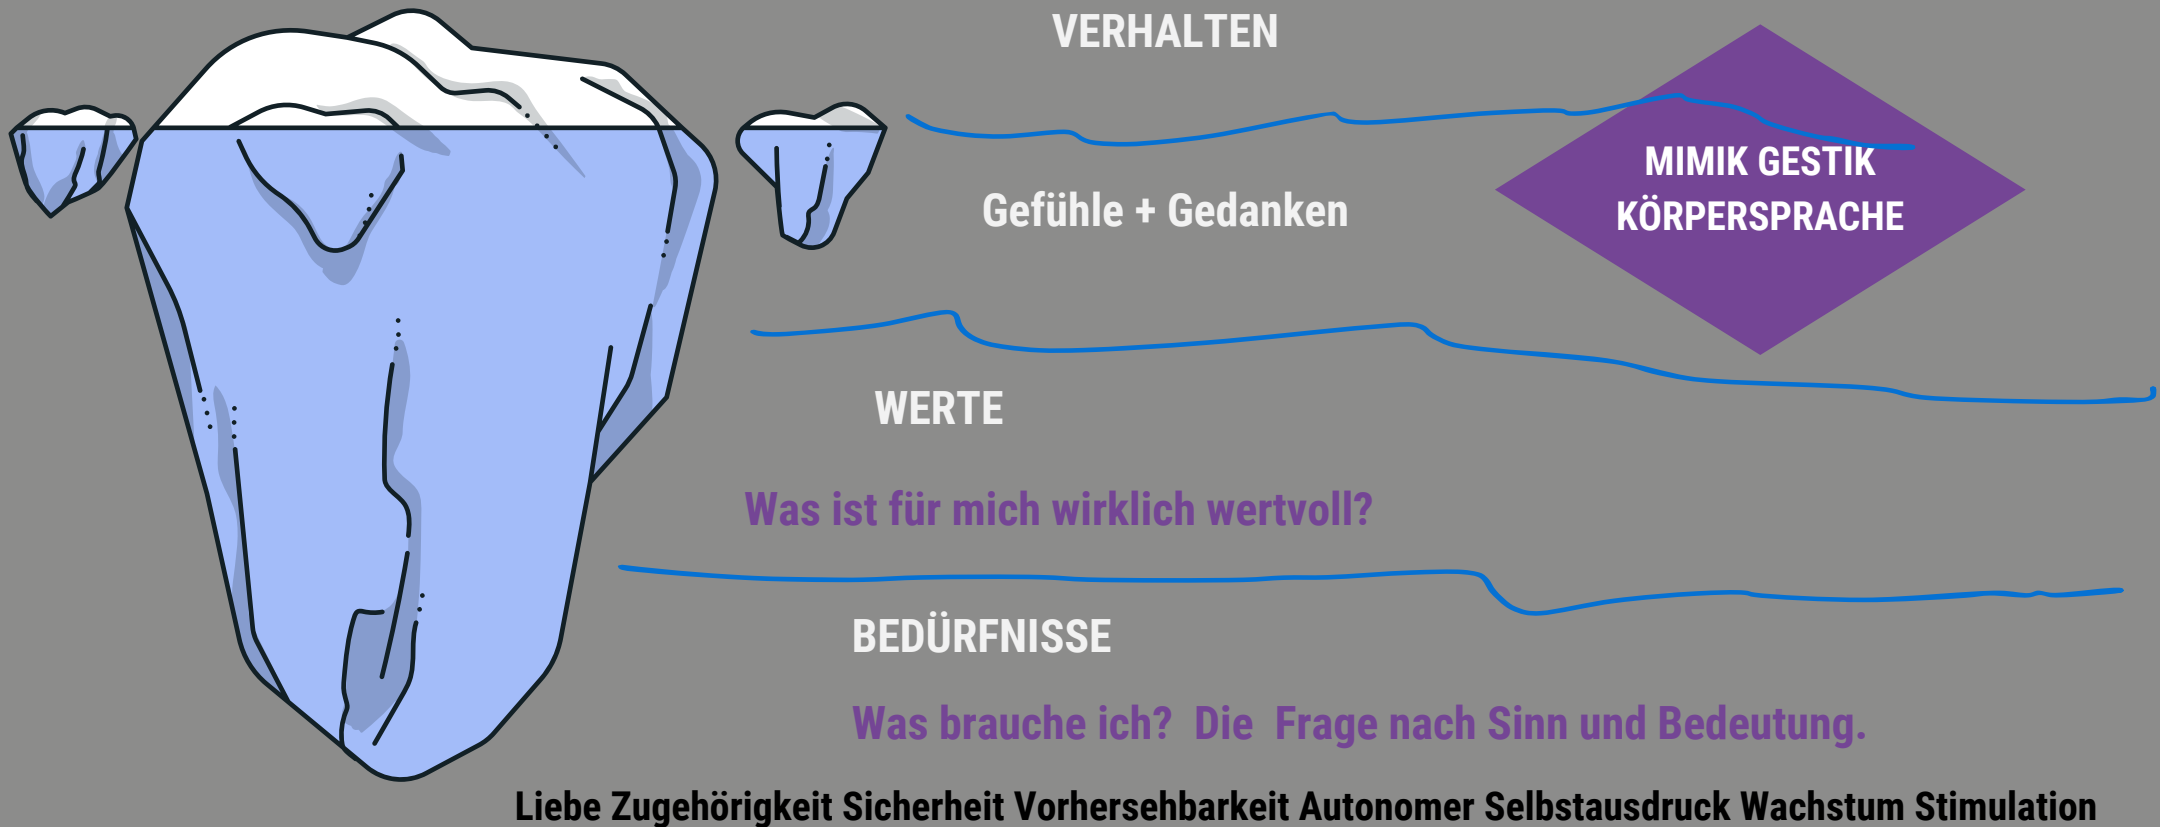 VERHALTEN
MIMIK GESTIK
KÖRPERSPRACHE
Gefühle + Gedanken
WERTE
Was ist für mich wirklich wertvoll?
BEDÜRFNISSE
Was brauche ich?  Die  Frage nach Sinn und Bedeutung.
Liebe Zugehörigkeit Sicherheit Vorhersehbarkeit Autonomer Selbstausdruck Wachstum Stimulation